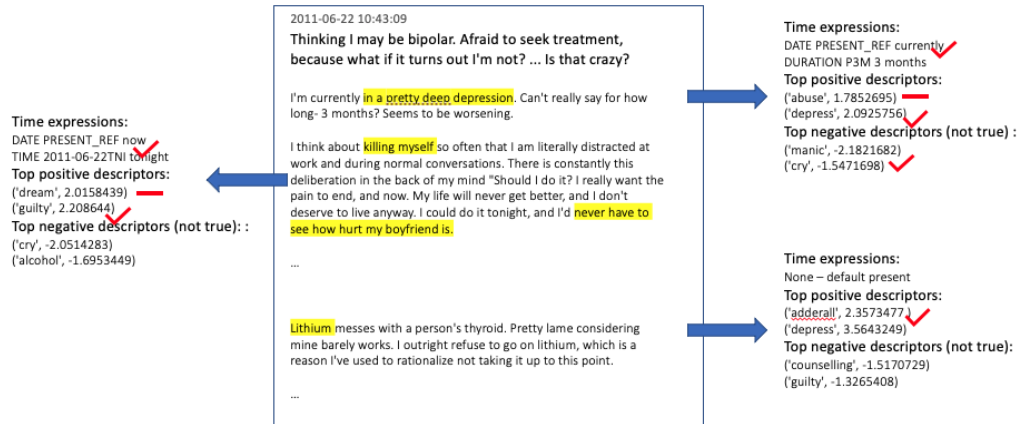 2011-06-22 10:43:09
Thinking I may be bipolar. Afraid to seek treatment,
because what if it turns out I'm not? ... Is that crazy?
I'm currently in a pretty deep depression. Can't really say for how
long- 3 months? Seems to be worsening.
I think about killing myself so often that I am literally distracted at
work and during normal conversations. There is constantly this
deliberation in the back of my mind "Should I do it? I really want the
pain to end, and now. My life will never get better, and I don't
deserve to live anyway. I could do it tonight, and I'd never have to
see how hurt my boyfriend is.
...
Lithium messes with a person's thyroid. Pretty lame considering
mine barely works. I outright refuse to go on lithium, which is a
reason I've used to rationalize not taking it up to this point.
...
Time expressions:
DATE PRESENT_REF now
TIME 2011-06-22TNI tonight
Top positive descriptors:
('dream', 2.0158439)
('guilty', 2.208644)
Top negative descriptors (not true): :
('cry', -2.0514283)
('alcohol', -1.6953449)
Time expressions:
DATE PRESENT_REF currently
DURATION P3M 3 months
Top positive descriptors:
('abuse', 1.7852695)
('depress', 2.0925756)
Top negative descriptors (not true) :
('manic', -2.1821682)
('cry', -1.5471698)
Time expressions:
None – default present
Top positive descriptors:
('adderall', 2.3573477)
('depress', 3.5643249)
Top negative descriptors (not true):
('counselling', -1.5170729)
('guilty', -1.3265408)